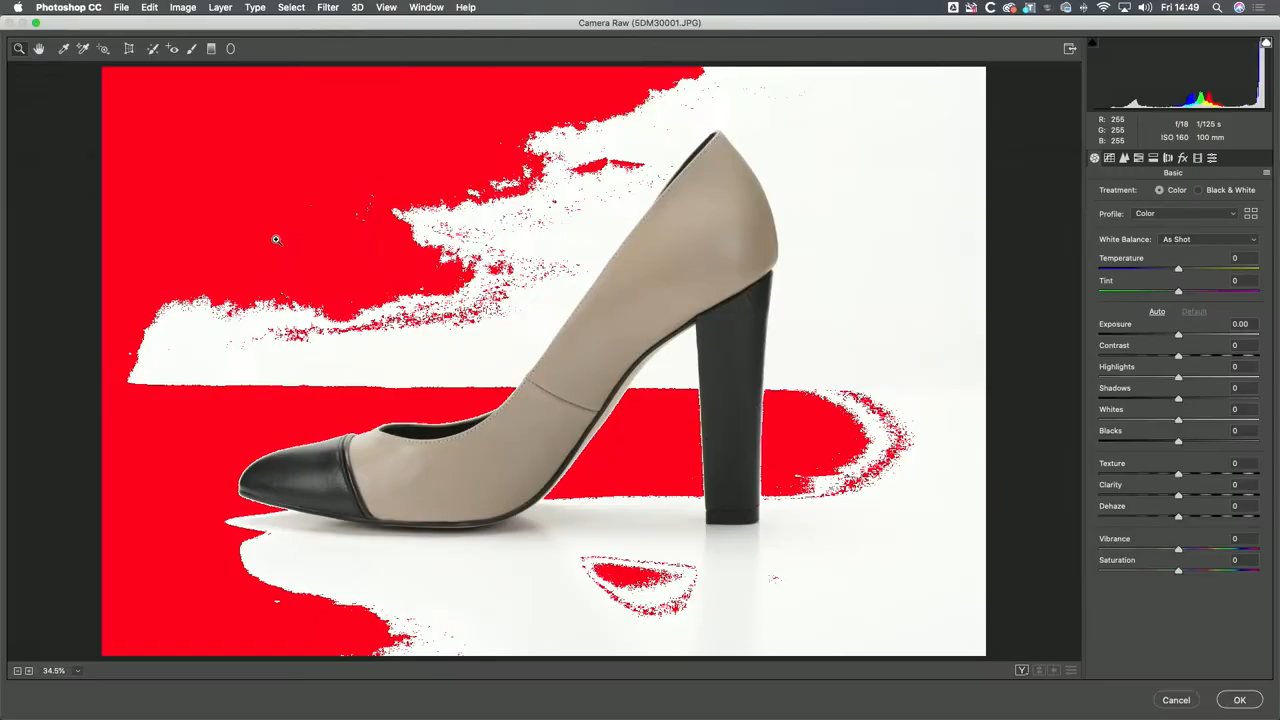 Photoshop CC File Edit Image Layer Type Select Filter 3D View Window Help Fri 14:49
Camera Raw (5DM30001.JPG)
R: 255
G: 255
B: 255
f/18 1/125 s
ISO 160 100 mm
Basic
Treatment: Color Black & White
Profile: Color
White Balance: As Shot
Temperature 0
Tint 0
Auto Default
Exposure 0.00
Contrast 0
Highlights 0
Shadows 0
Whites 0
Blacks 0
Texture 0
Clarity 0
Dehaze 0
Vibrance 0
Saturation 0
34.5% Y
Cancel OK